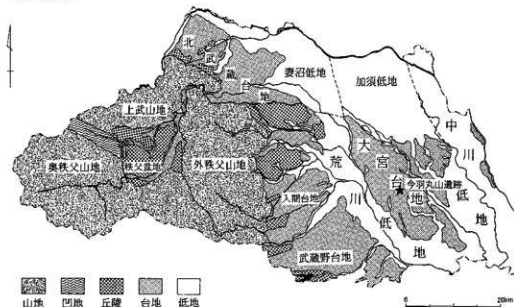 北武蔵台地
妻沼低地
加須低地
中川低地
上武山地
奥秩父山地
秩父盆地
外秩父山地
大宮台地
荒川低地
今羽丸山遺跡
入間台地
武蔵野台地
山地
凹地
丘陵
台地
低地
0
20km